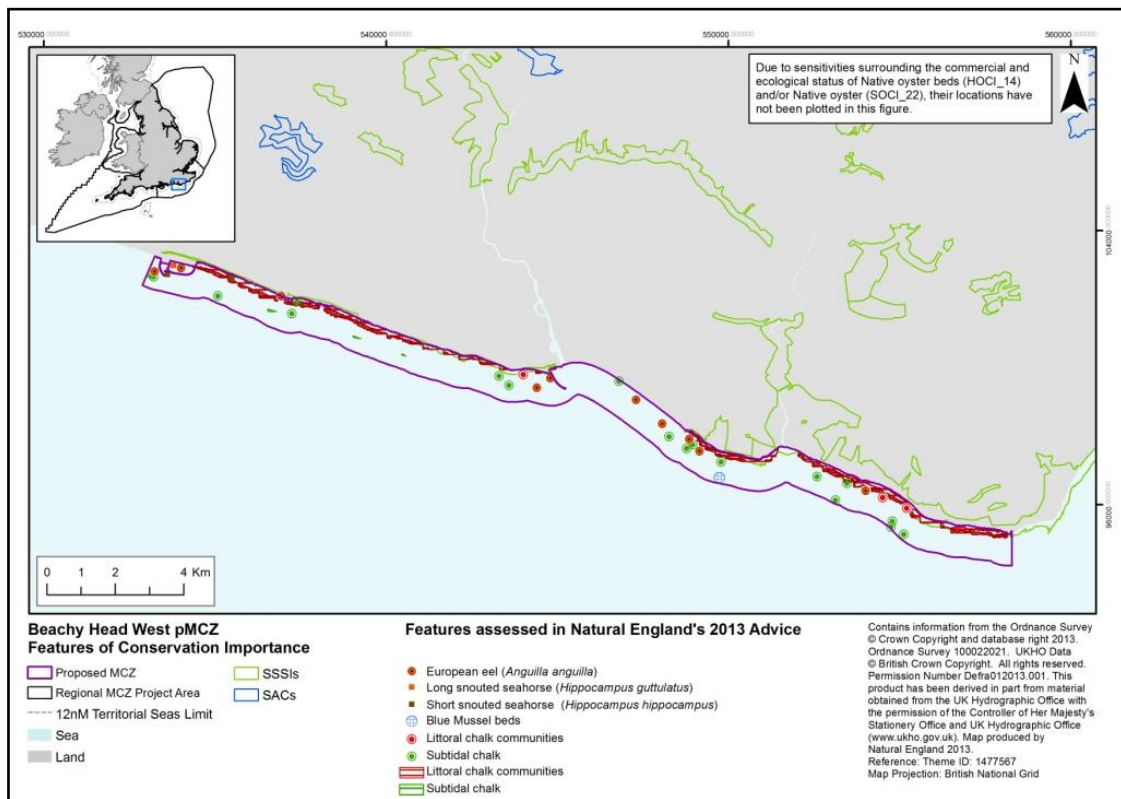 530000.000000
540000.000000
550000.000000
560000.000000
Due to sensitivities surrounding the commercial and
ecological status of Native oyster beds (HOCI_14)
and/or Native oyster (SOCI_22), their locations have
not been plotted in this figure.
N
104000.000000
96000.000000
0 1 2 4 Km
Beachy Head West pMCZ
Features of Conservation Importance
Proposed MCZ
Regional MCZ Project Area
12nM Territorial Seas Limit
Sea
Land
SSSIs
SACs
Features assessed in Natural England's 2013 Advice
European eel (Anguilla anguilla)
Long snouted seahorse (Hippocampus guttulatus)
Short snouted seahorse (Hippocampus hippocampus)
Blue Mussel beds
Littoral chalk communities
Subtidal chalk
Littoral chalk communities
Subtidal chalk
Contains information from the Ordnance Survey
© Crown Copyright and database right 2013.
Ordnance Survey 100022021. UKHO Data
© British Crown Copyright. All rights reserved.
Permission Number Defra012013.001. This
product has been derived in part from material
obtained from the UK Hydrographic Office with
the permission of the Controller of Her Majesty's
Stationery Office and UK Hydrographic Office
(www.ukho.gov.uk). Map produced by
Natural England 2013.
Reference: Theme ID: 1477567
Map Projection: British National Grid